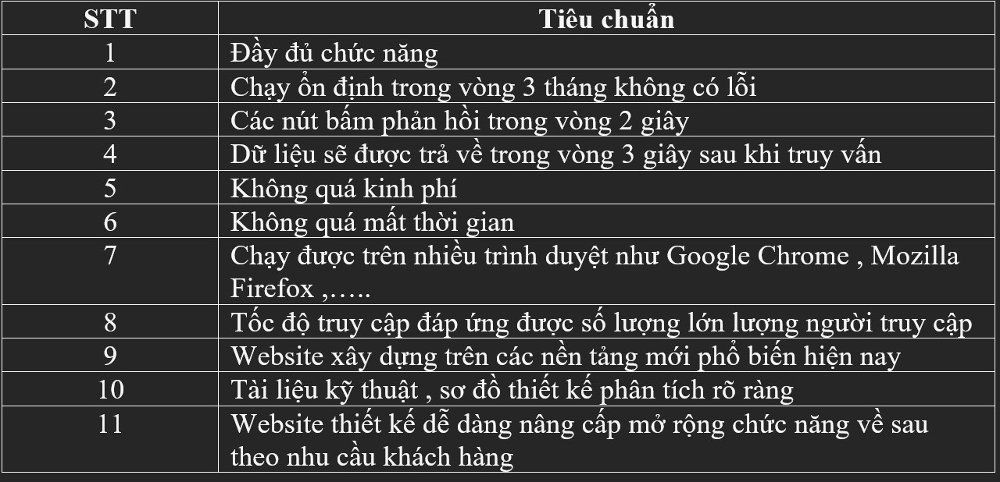 STT Tiêu chuẩn
1 Đầy đủ chức năng
2 Chạy ổn định trong vòng 3 tháng không có lỗi
3 Các nút bấm phản hồi trong vòng 2 giây
4 Dữ liệu sẽ được trả về trong vòng 3 giây sau khi truy vấn
5 Không quá kinh phí
6 Không quá mất thời gian
7 Chạy được trên nhiều trình duyệt như Google Chrome , Mozilla
Firefox ,…..
8 Tốc độ truy cập đáp ứng được số lượng lớn lượng người truy cập
9 Website xây dựng trên các nền tảng mới phổ biến hiện nay
10 Tài liệu kỹ thuật , sơ đồ thiết kế phân tích rõ ràng
11 Website thiết kế dễ dàng nâng cấp mở rộng chức năng về sau
theo nhu cầu khách hàng